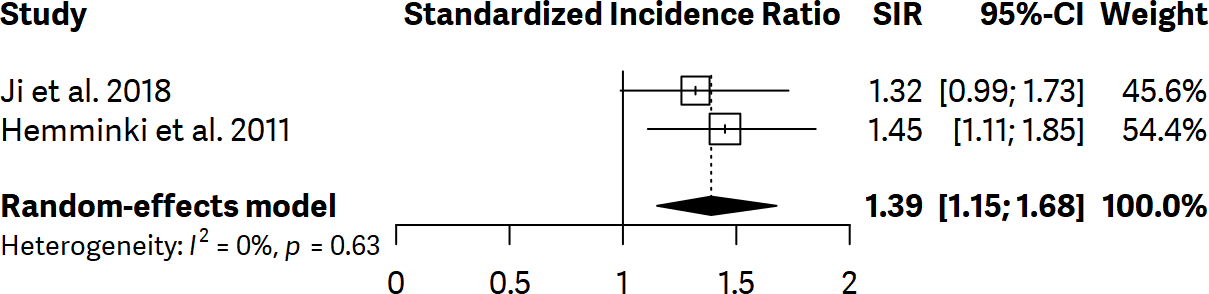 Study Standardized Incidence Ratio SIR 95%-CI Weight
Ji et al. 2018 1.32 [0.99; 1.73] 45.6%
Hemminki et al. 2011 1.45 [1.11; 1.85] 54.4%
Random-effects model 1.39 [1.15; 1.68] 100.0%
Heterogeneity: I² = 0%, p = 0.63
0 0.5 1 1.5 2